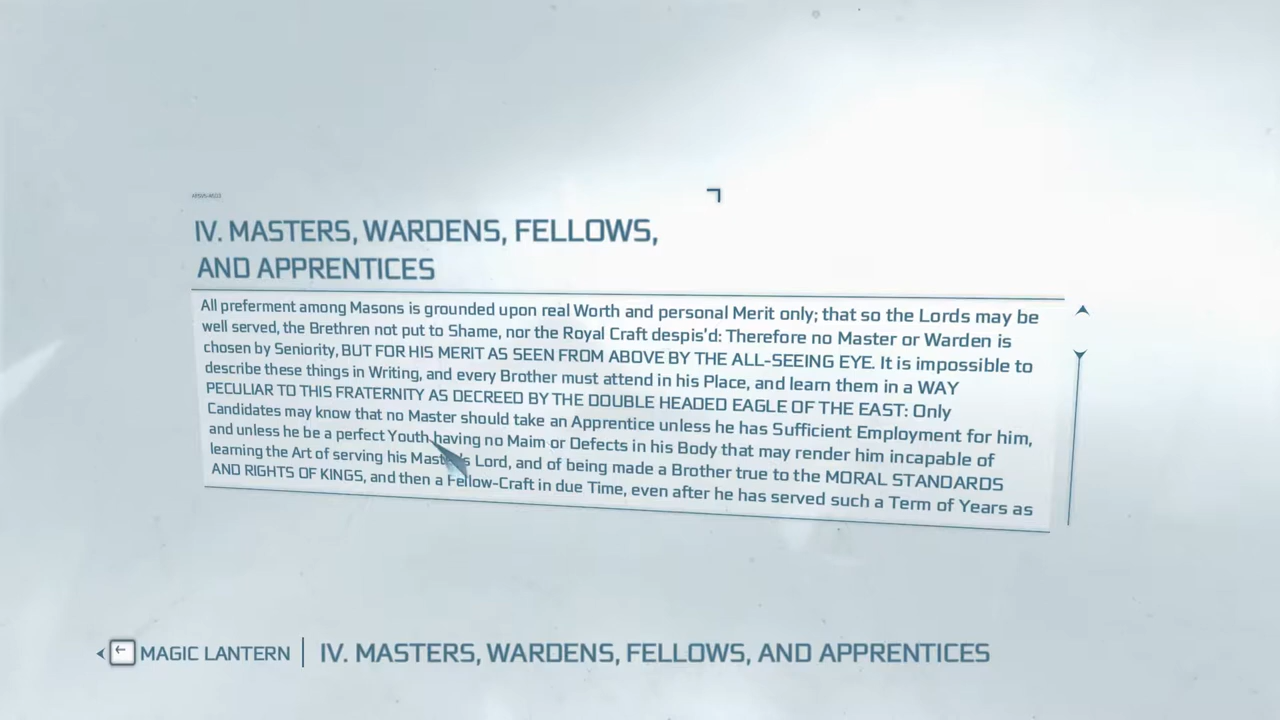 IV. MASTERS, WARDENS, FELLOWS,
AND APPRENTICES
All preferment among Masons is grounded upon real Worth and personal Merit only; that so the Lords may be
well served, the Brethren not put to Shame, nor the Royal Craft despis'd: Therefore no Master or Warden is
chosen by Seniority, BUT FOR HIS MERIT AS SEEN FROM ABOVE BY THE ALL-SEEING EYE. It is impossible to
describe these things in Writing, and every Brother must attend in his Place, and learn them in a WAY
PECULIAR TO THIS FRATERNITY AS DECREED BY THE DOUBLE HEADED EAGLE OF THE EAST: Only
Candidates may know that no Master should take an Apprentice unless he has Sufficient Employment for him,
and unless he be a perfect Youth having no Maim or Defects in his Body that may render him incapable of
learning the Art of serving his Master's Lord, and of being made a Brother true to the MORAL STANDARDS
AND RIGHTS OF KINGS, and then a Fellow-Craft in due Time, even after he has served such a Term of Years as
MAGIC LANTERN | IV. MASTERS, WARDENS, FELLOWS, AND APPRENTICES